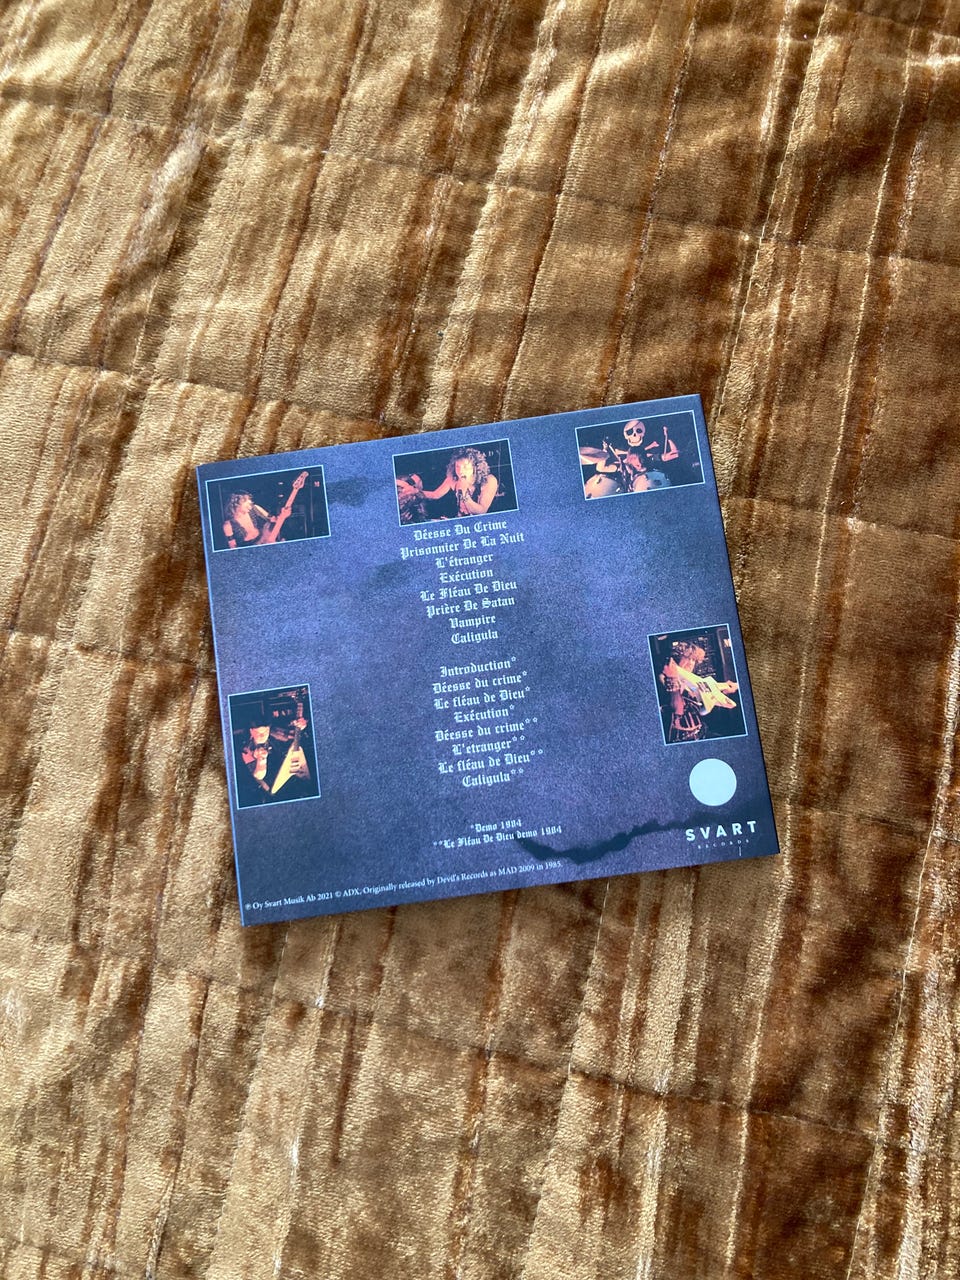 Déesse Du Crime
Prisonnier De La Nuit
L'étranger
Exécution
Le Fléau De Dieu
Prière De Satan
Vampire
Caligula
Introduction*
Déesse du crime*
Le fléau de Dieu*
Exécution*
Déesse du crime**
L'etranger**
Le fléau de Dieu**
Caligula**
*Demo 1984
**Le Fléau De Dieu demo 1984
SVART
RECORDS
℗ Oy Svart Musik Ab 2021 © ADX. Originally released by Devil's Records as MAD 2009 in 1985.